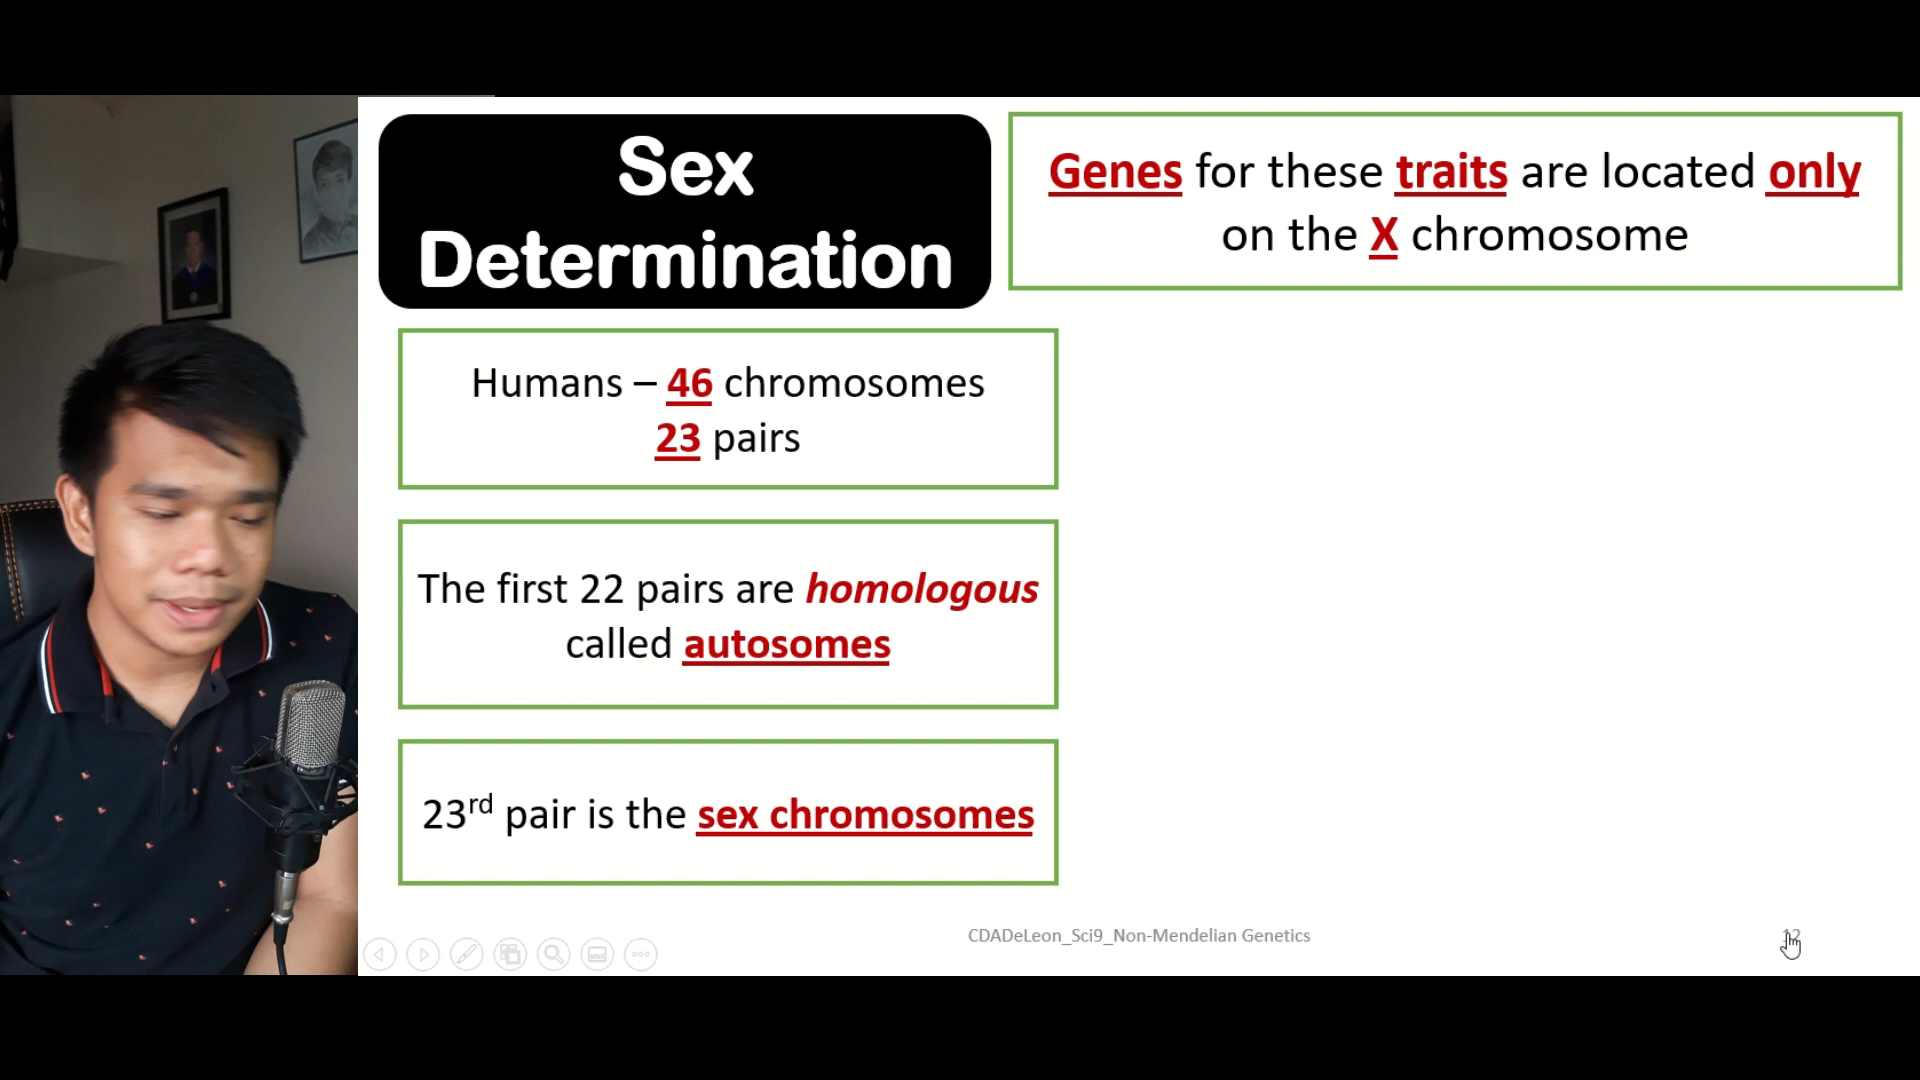 Sex
Determination
Genes for these traits are located only
on the X chromosome
Humans – 46 chromosomes
23 pairs
The first 22 pairs are homologous
called autosomes
23rd pair is the sex chromosomes
CDADeLeon_Sci9_Non-Mendelian Genetics
12